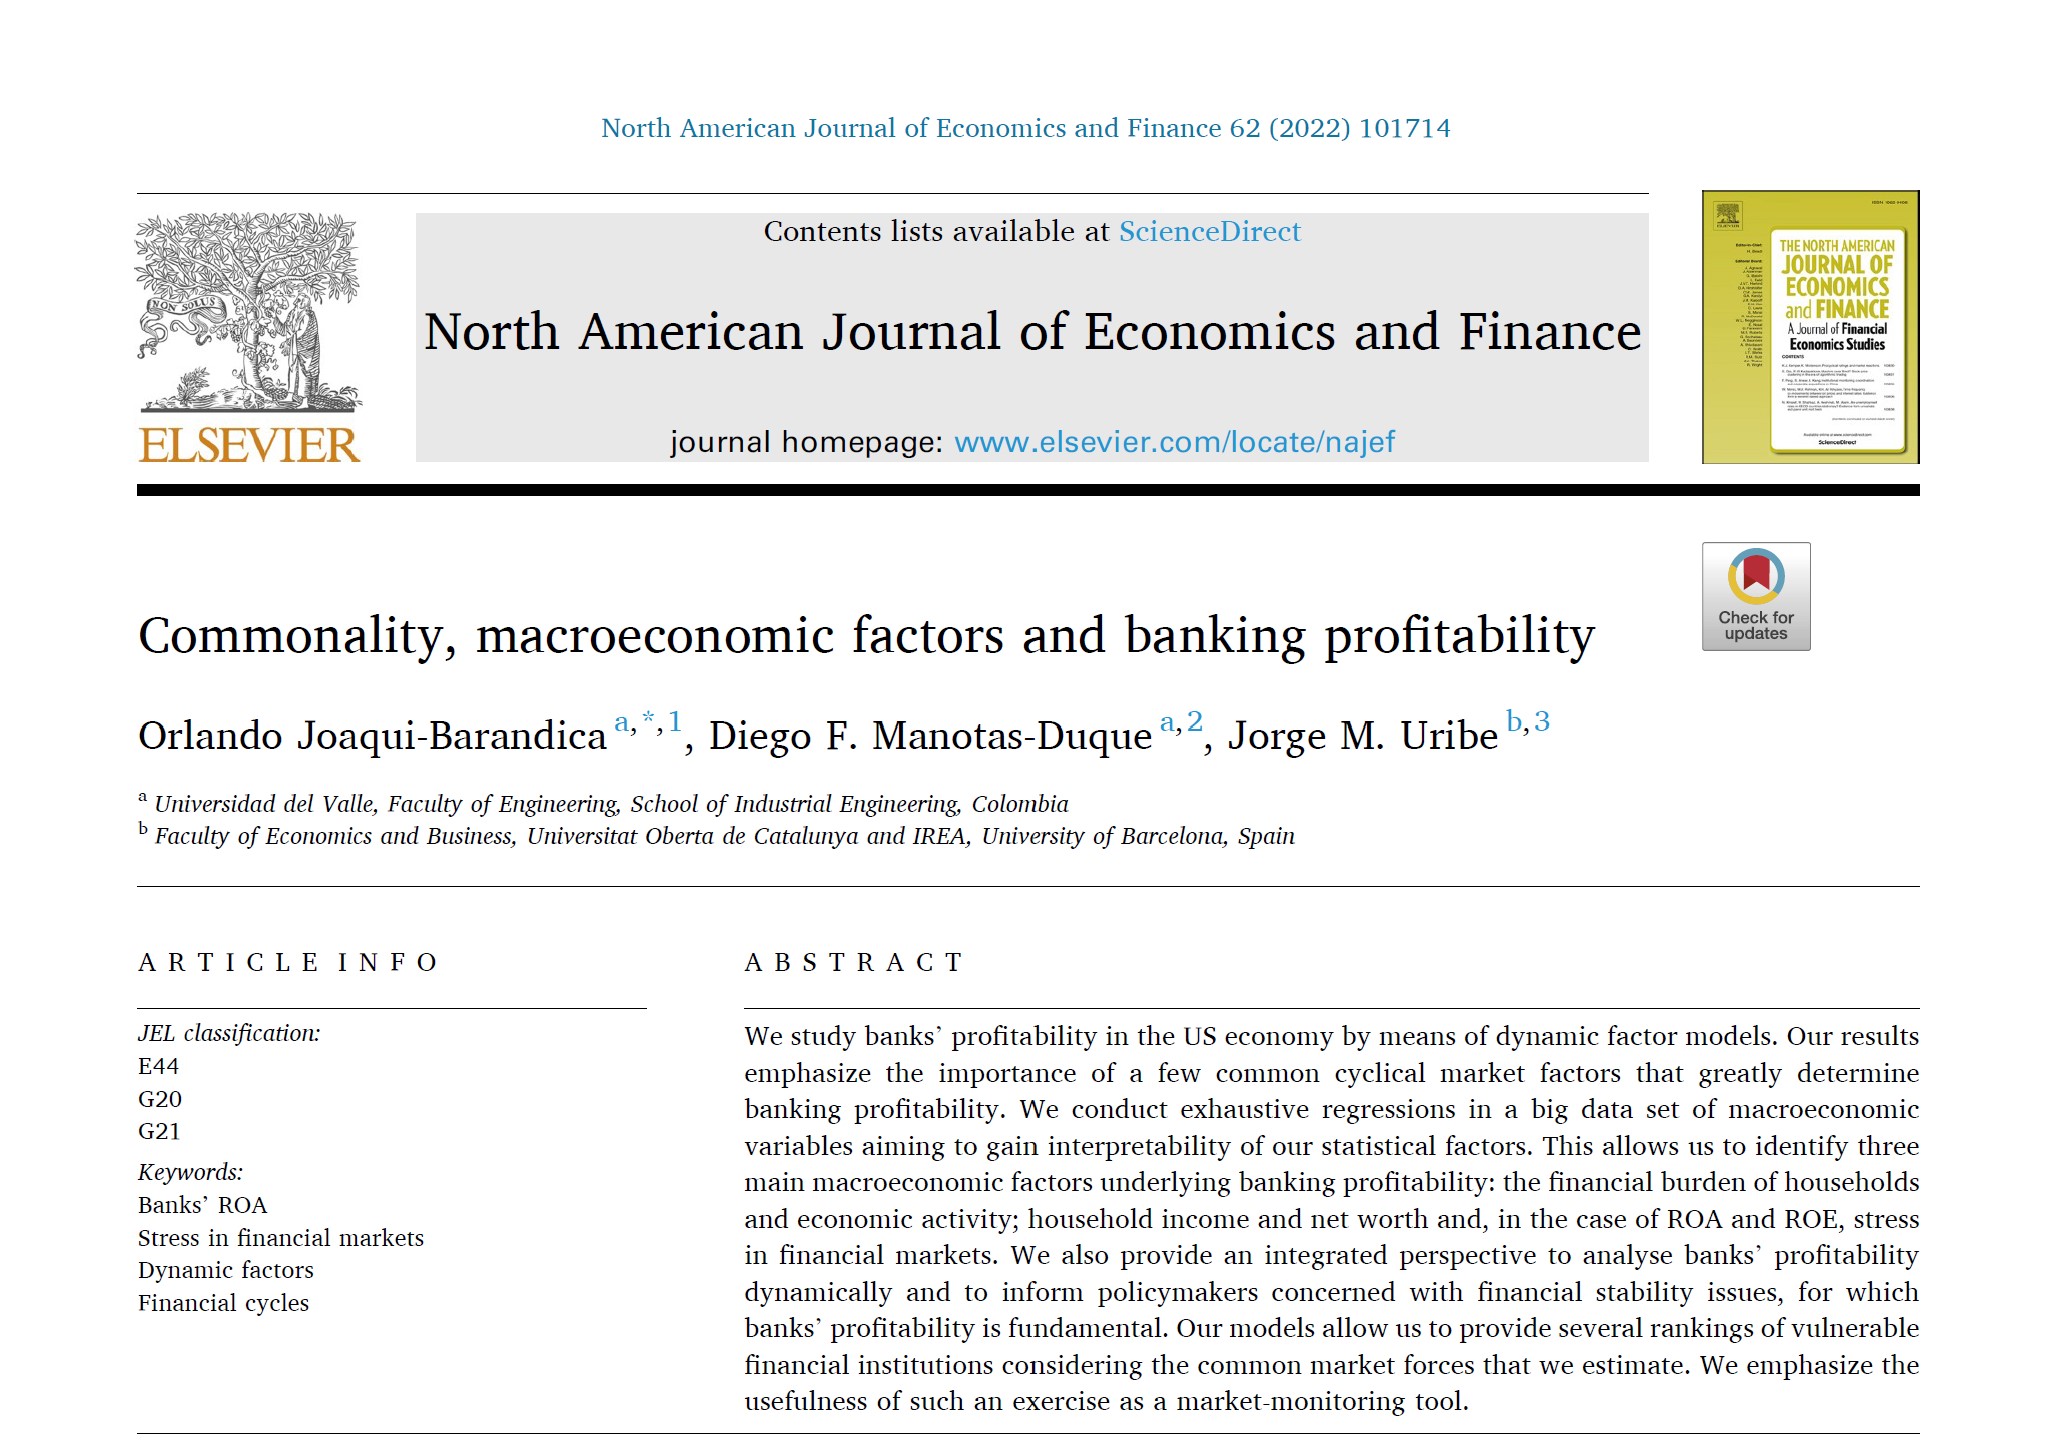 North American Journal of Economics and Finance 62 (2022) 101714
NON SOLUS
ELSEVIER
Contents lists available at ScienceDirect
North American Journal of Economics and Finance
journal homepage: www.elsevier.com/locate/najef
THE NORTH AMERICAN
JOURNAL OF
ECONOMICS
and FINANCE
A Journal of Financial
Economics Studies
CONTENTS
ScienceDirect
Check for
updates
Commonality, macroeconomic factors and banking profitability
Orlando Joaqui-Barandica a,*,1, Diego F. Manotas-Duque a,2, Jorge M. Uribe b,3
a Universidad del Valle, Faculty of Engineering, School of Industrial Engineering, Colombia
b Faculty of Economics and Business, Universitat Oberta de Catalunya and IREA, University of Barcelona, Spain
ARTICLE INFO
JEL classification:
E44
G20
G21
Keywords:
Banks’ ROA
Stress in financial markets
Dynamic factors
Financial cycles
ABSTRACT
We study banks’ profitability in the US economy by means of dynamic factor models. Our results
emphasize the importance of a few common cyclical market factors that greatly determine
banking profitability. We conduct exhaustive regressions in a big data set of macroeconomic
variables aiming to gain interpretability of our statistical factors. This allows us to identify three
main macroeconomic factors underlying banking profitability: the financial burden of households
and economic activity; household income and net worth and, in the case of ROA and ROE, stress
in financial markets. We also provide an integrated perspective to analyse banks’ profitability
dynamically and to inform policymakers concerned with financial stability issues, for which
banks’ profitability is fundamental. Our models allow us to provide several rankings of vulnerable
financial institutions considering the common market forces that we estimate. We emphasize the
usefulness of such an exercise as a market-monitoring tool.